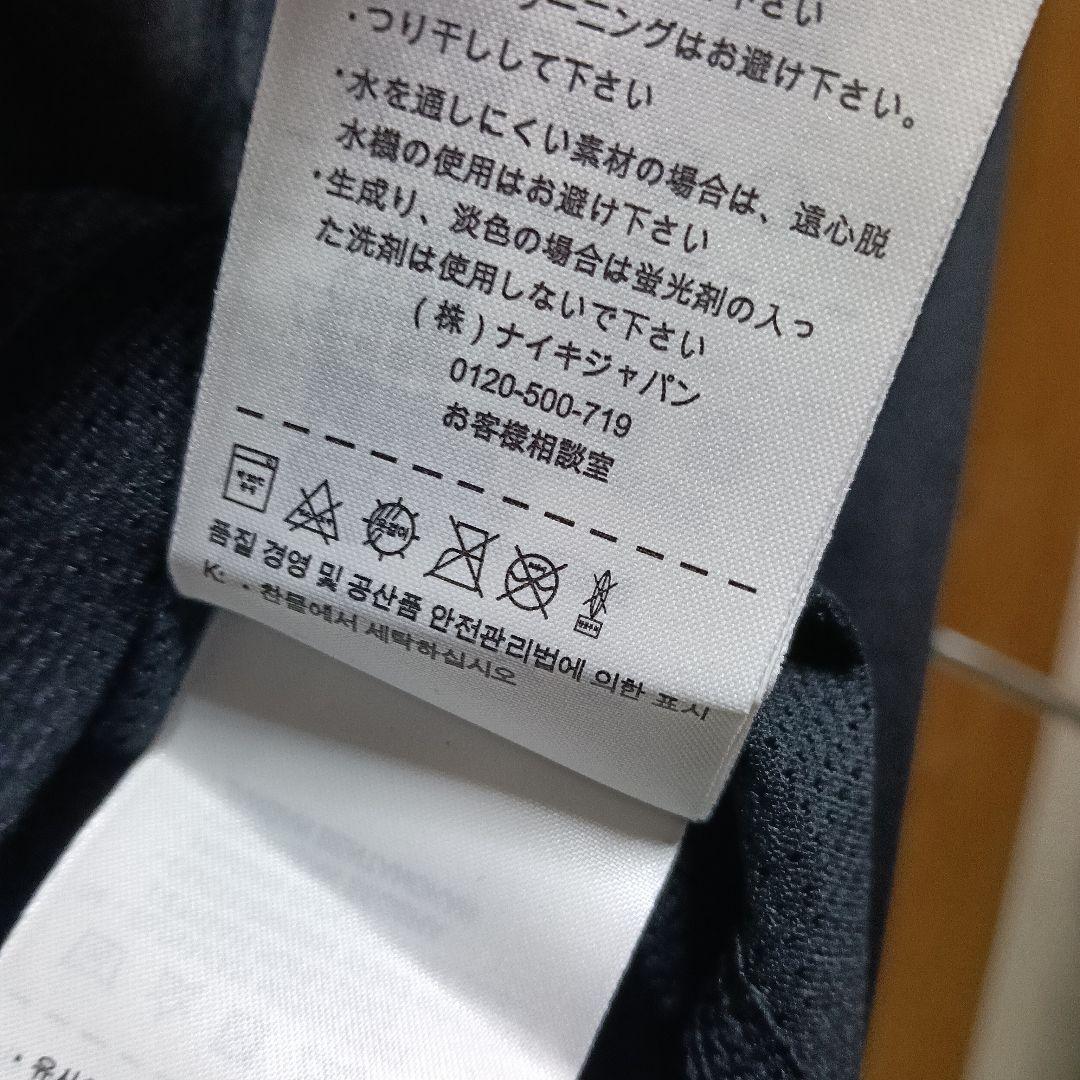 下さい
ーニングはお避け下さい。
・つり干しして下さい
・水を通しにくい素材の場合は、遠心脱
水機の使用はお避け下さい
・生成り、淡色の場合は蛍光剤の入っ
た洗剤は使用しないで下さい
(株)ナイキジャパン
0120-500-719
お客様相談室
품질 경영 및 공산품 안전관리법에 의한 표시
K: ・찬물에서 세탁하십시오